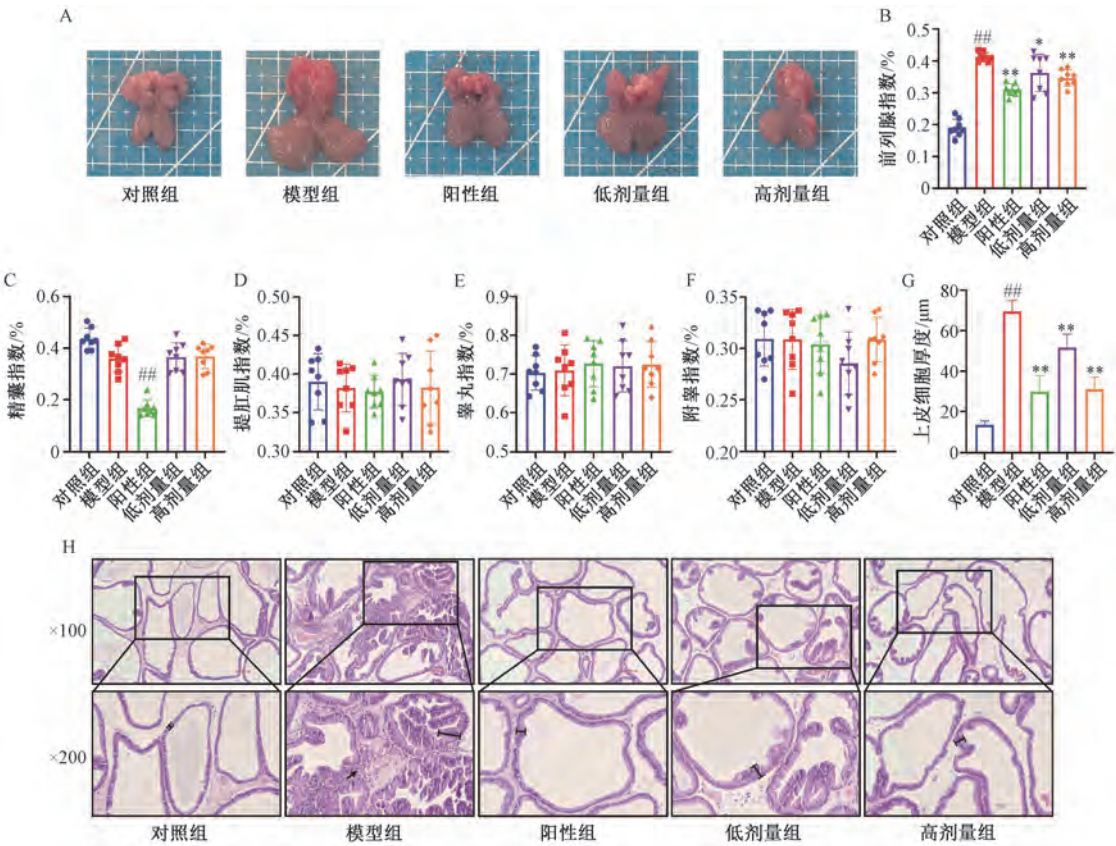 A
对照组
模型组
阳性组
低剂量组
高剂量组
B
前列腺指数/%
0.5
0.4
0.3
0.2
0.1
0
##
**
*
**
对照组
模型组
阳性组
低剂量组
高剂量组
C
精囊指数/%
0.6
0.4
0.2
0
##
对照组
模型组
阳性组
低剂量组
高剂量组
D
提肛肌指数/%
0.50
0.45
0.40
0.35
0.30
对照组
模型组
阳性组
低剂量组
高剂量组
E
睾丸指数/%
0.9
0.8
0.7
0.6
0.5
对照组
模型组
阳性组
低剂量组
高剂量组
F
附睾指数/%
0.35
0.30
0.25
0.20
对照组
模型组
阳性组
低剂量组
高剂量组
G
上皮细胞厚度/μm
80
60
40
20
0
##
**
**
**
对照组
模型组
阳性组
低剂量组
高剂量组
H
×100
×200
对照组
模型组
阳性组
低剂量组
高剂量组